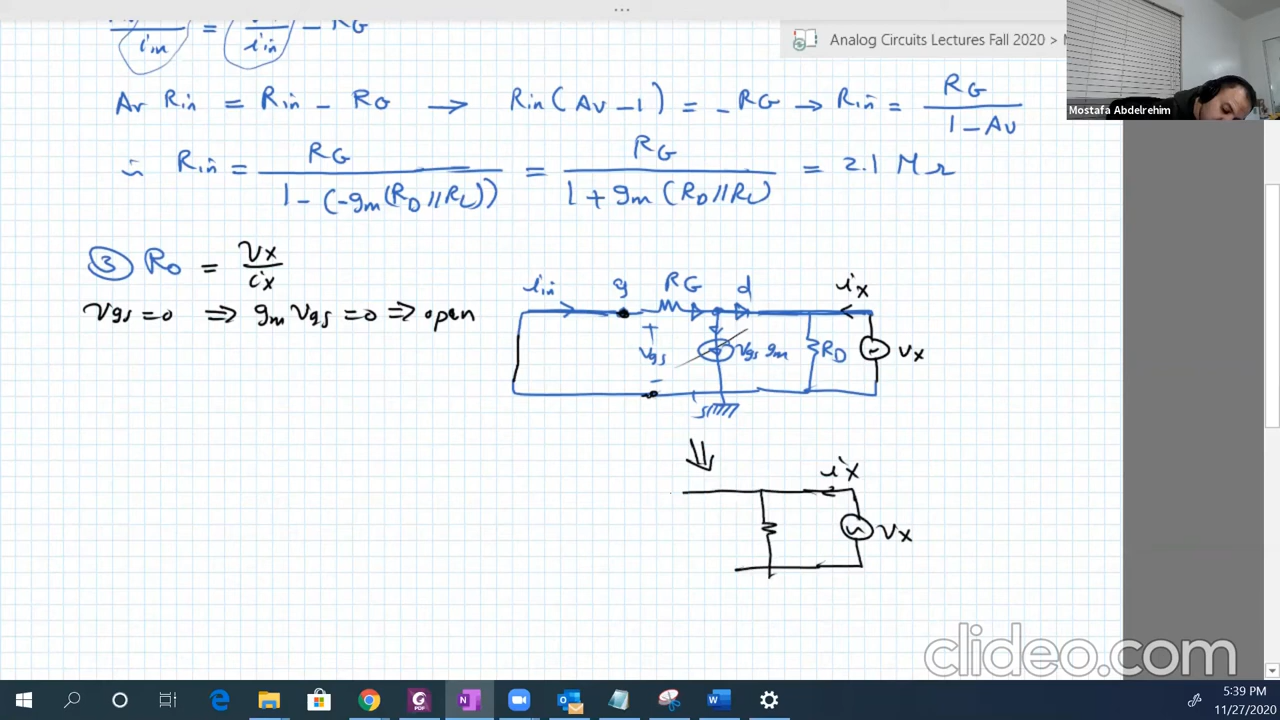 ...
Analog Circuits Lectures Fall 2020 >
im = iin - RG
Mostafa Abdelrehim
Av Rin = Rin - RG → Rin(Av-1) = -RG → Rin = RG / 1-Av
∴ Rin = RG / 1-(-gm(RD//RL)) = RG / 1+gm(RD//RL) = 2.1 M Ω
③ Ro = Vx / ix
Vgs=0 ⇒ gm Vgs=0 ⇒ open
iin g RG d ix
+
Vgs Vgs gm RD Vx
-
s
⇓
ix
Vx
clideo.com
5:39 PM
11/27/2020